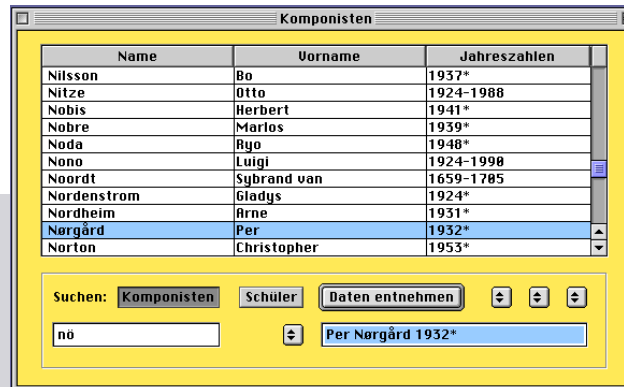 Komponisten
Name Vorname Jahreszahlen
Nilsson Bo 1937*
Nitze Otto 1924-1988
Nobis Herbert 1941*
Nobre Marlos 1939*
Noda Ryo 1948*
Nono Luigi 1924-1990
Noordt Sybrand van 1659-1705
Nordenstrom Gladys 1924*
Nordheim Arne 1931*
Nørgård Per 1932*
Norton Christopher 1953*
Suchen: Komponisten Schüler Daten entnehmen
nö Per Nørgård 1932*